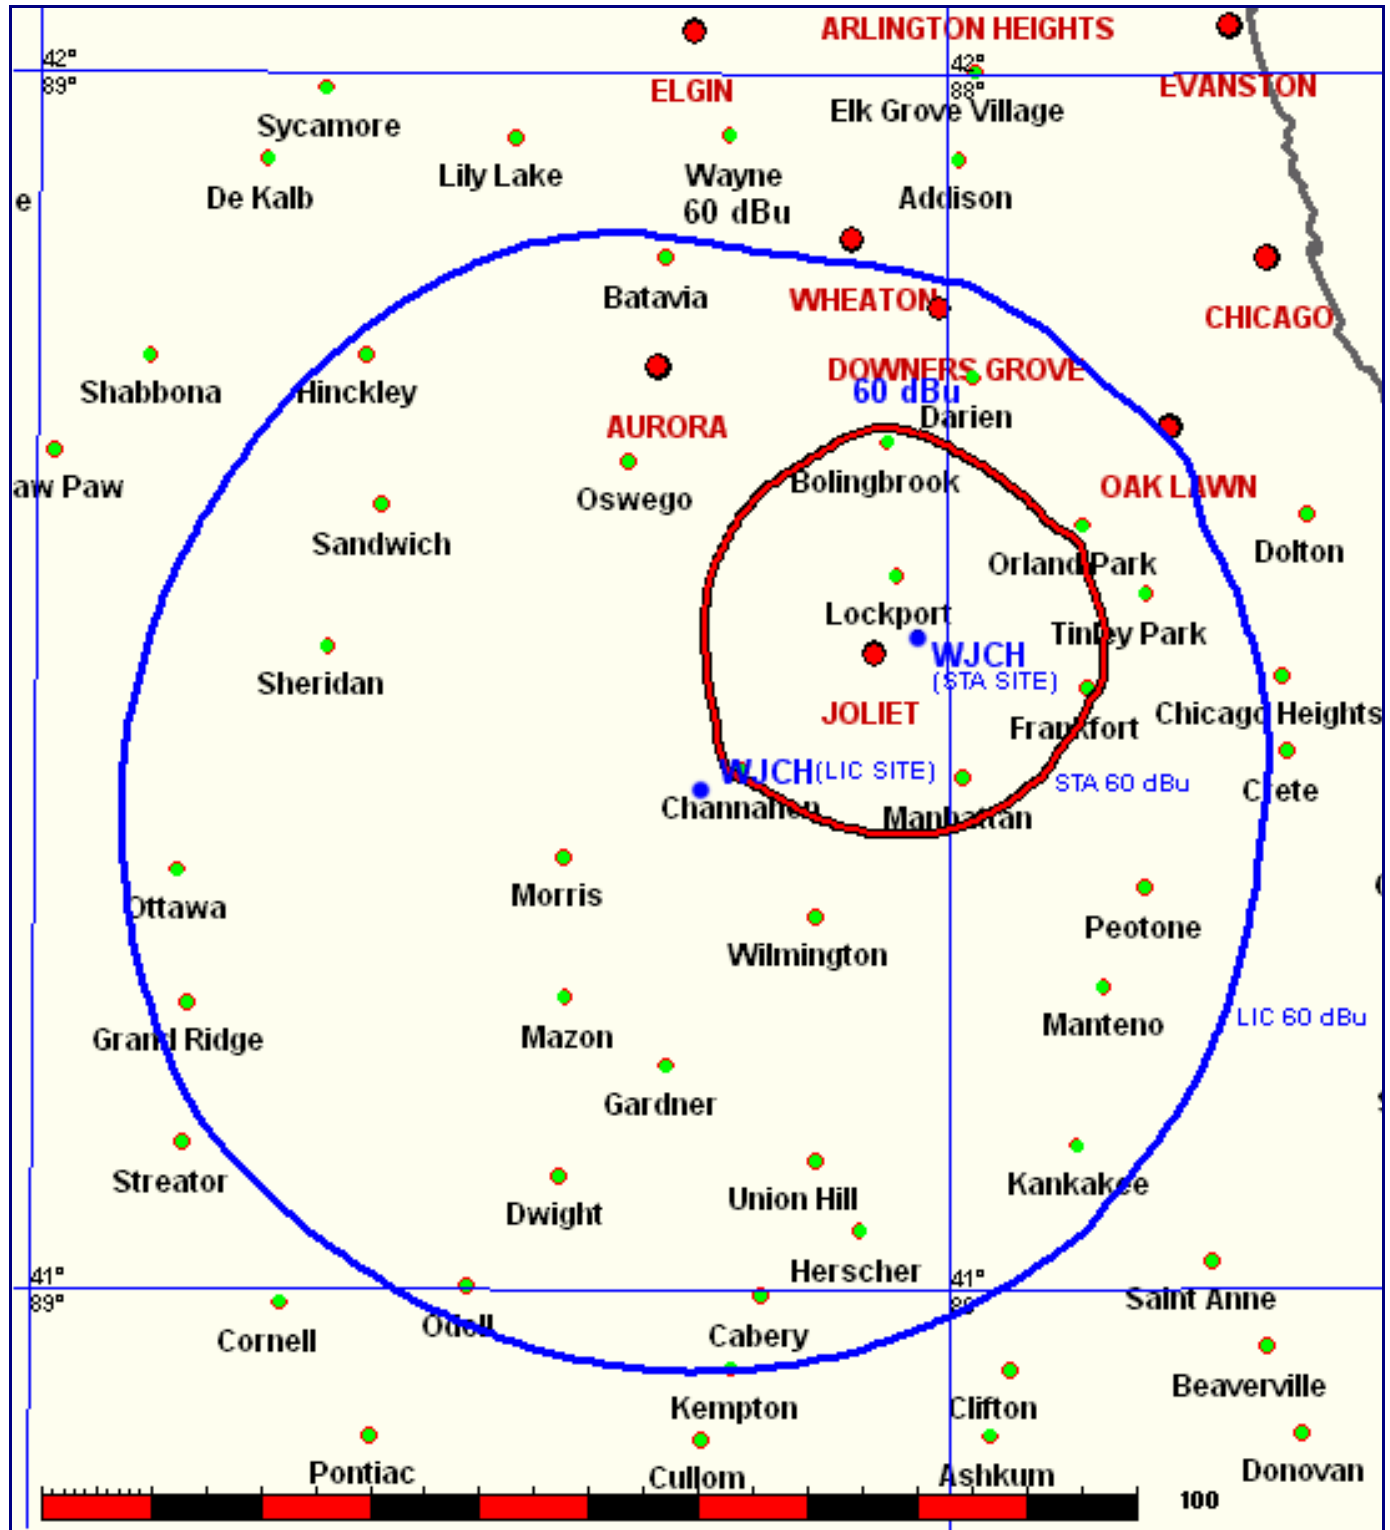 ARLINGTON HEIGHTS
42°
89°
42°
88°
ELGIN
EVANSTON
Elk Grove Village
Sycamore
Lily Lake
Wayne
De Kalb
Addison
e
60 dBu
Batavia
WHEATON
CHICAGO
DOWNERS GROVE
Shabbona
Hinckley
60 dBu
Darien
AURORA
Bolingbrook
aw Paw
OAK LAWN
Oswego
Sandwich
Dolton
Orland Park
Lockport
Tinley Park
WJCH
(STA SITE)
Sheridan
JOLIET
Frankfort
Chicago Heights
WJCH (LIC SITE)
STA 60 dBu
Crete
Channahon
Manhattan
Morris
Ottawa
Peotone
Wilmington
LIC 60 dBu
Manteno
Mazon
Grand Ridge
Gardner
Streator
Kankakee
Union Hill
Dwight
Herscher
41°
89°
41°
Saint Anne
Odell
Cornell
Cabery
Beaverville
Kempton
Clifton
Pontiac
Cullom
Ashkum
Donovan
100